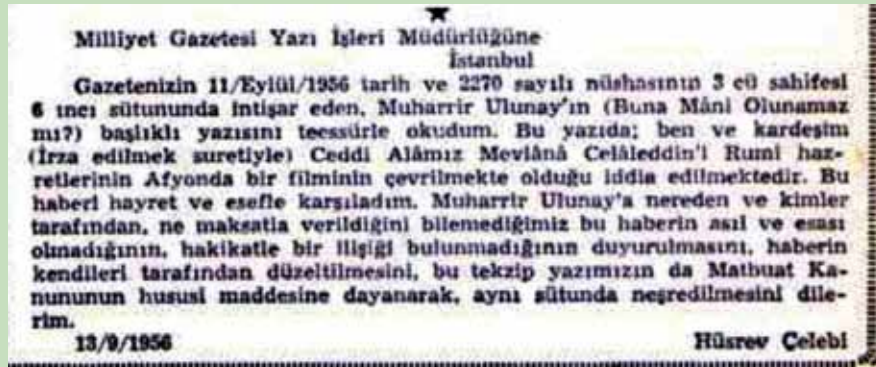 Milliyet Gazetesi Yazı İşleri Müdürlüğüne
İstanbul
Gazetenizin 11/Eylül/1956 tarih ve 2270 sayılı nüshasının 3 cü sahifesi
6 ıncı sütununda intişar eden, Muharrir Ulunay'ın (Buna Mâni Olunamaz
mı?) başlıklı yazısını teessürle okudum. Bu yazıda; ben ve kardeşim
(İrza edilmek suretiyle) Ceddi Alâmız Mevlânâ Celâleddin'i Rumi haz-
retlerinin Afyonda bir filminin çevrilmekte olduğu iddia edilmektedir. Bu
haberi hayret ve esefle karşıladım. Muharrir Ulunay'a nereden ve kimler
tarafından, ne maksatla verildiğini bilemediğimiz bu haberin asıl ve esası
olmadığının, hakikatle bir ilişiği bulunmadığının duyurulmasını, haberin
kendileri tarafından düzeltilmesini, bu tekzip yazımızın da Matbuat Ka-
nununun hususi maddesine dayanarak, aynı sütunda neşredilmesini dile-
rim.
13/9/1956 Hüsrev Çelebi